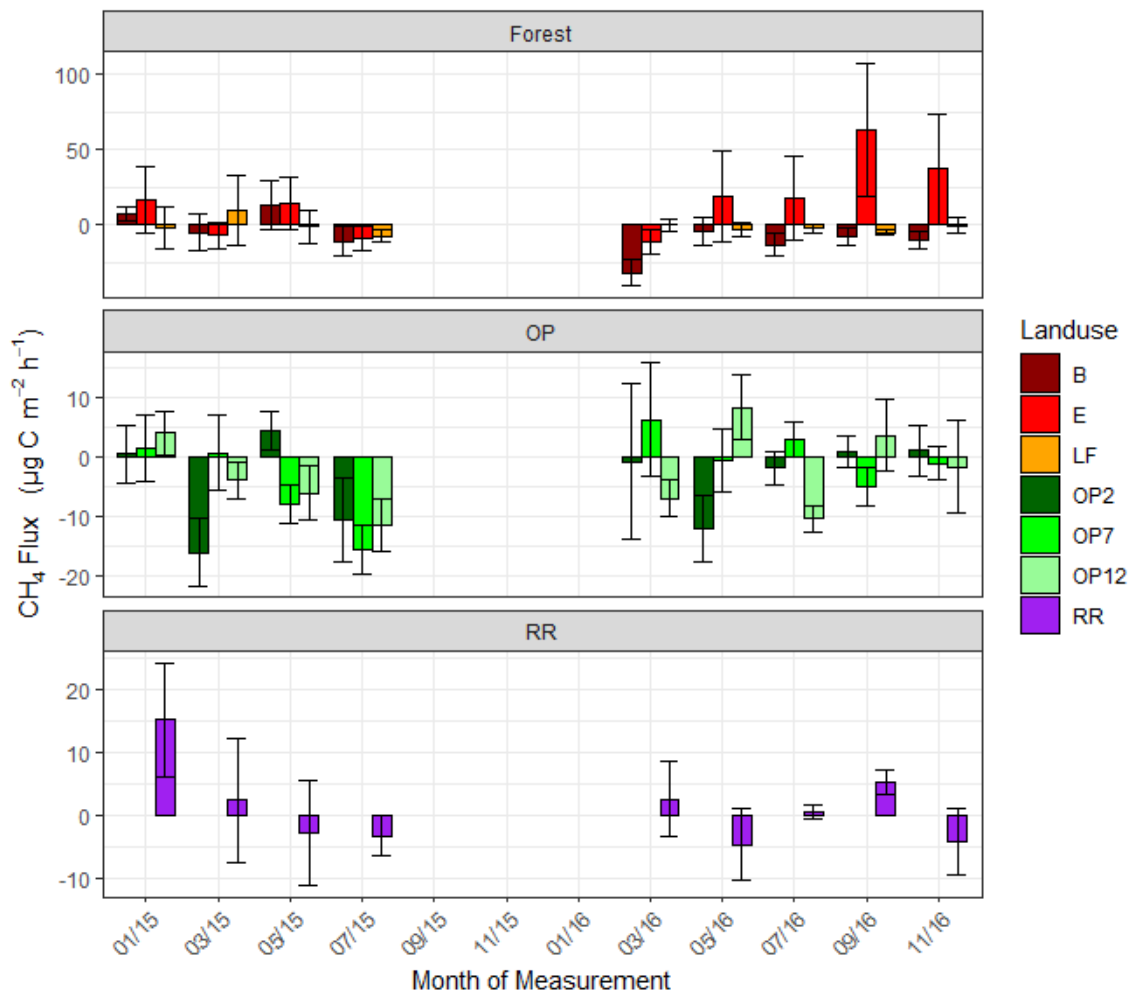 Forest
100
50
0
OP
10
0
-10
-20
RR
20
10
0
-10
CH₄ Flux (µg C m⁻² h⁻¹)
01/15 03/15 05/15 07/15 09/15 11/15 01/16 03/16 05/16 07/16 09/16 11/16
Month of Measurement
Landuse
B
E
LF
OP2
OP7
OP12
RR